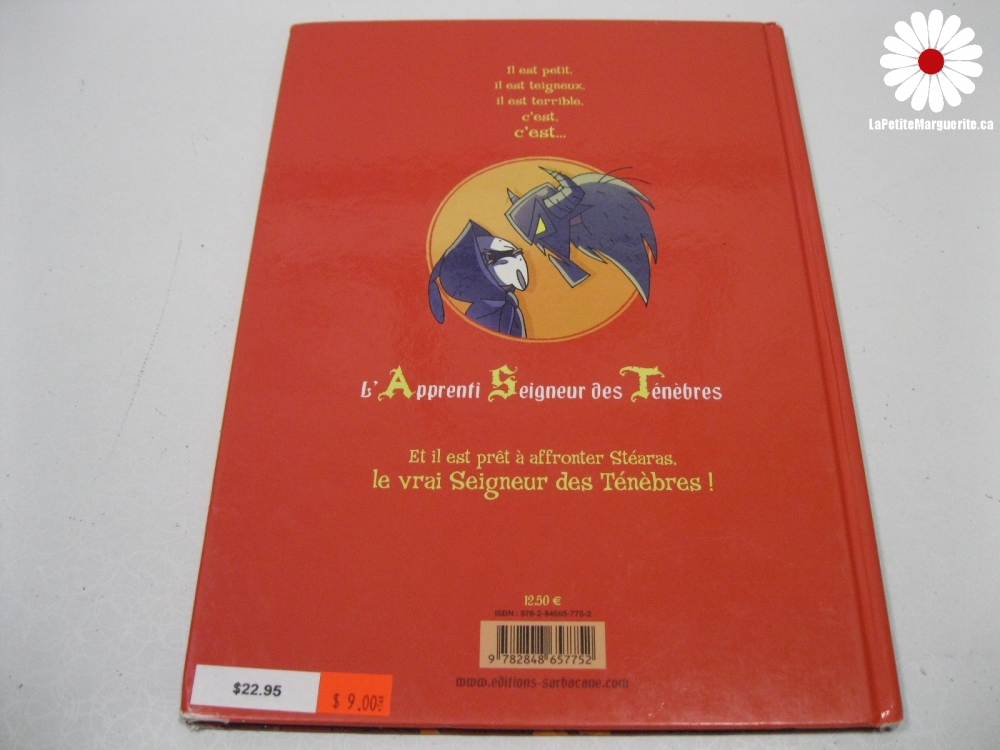 LaPetiteMarguerite.ca
Il est petit,
il est teigneux,
il est terrible,
c'est,
c'est...
L'Apprenti Seigneur des Ténèbres
Et il est prêt à affronter Stéaras,
le vrai Seigneur des Ténèbres !
12.50 €
ISBN : 978-2-84865-775-2
9 782848 657752
www.editions-sarbacane.com
$22.95
$ 9.00